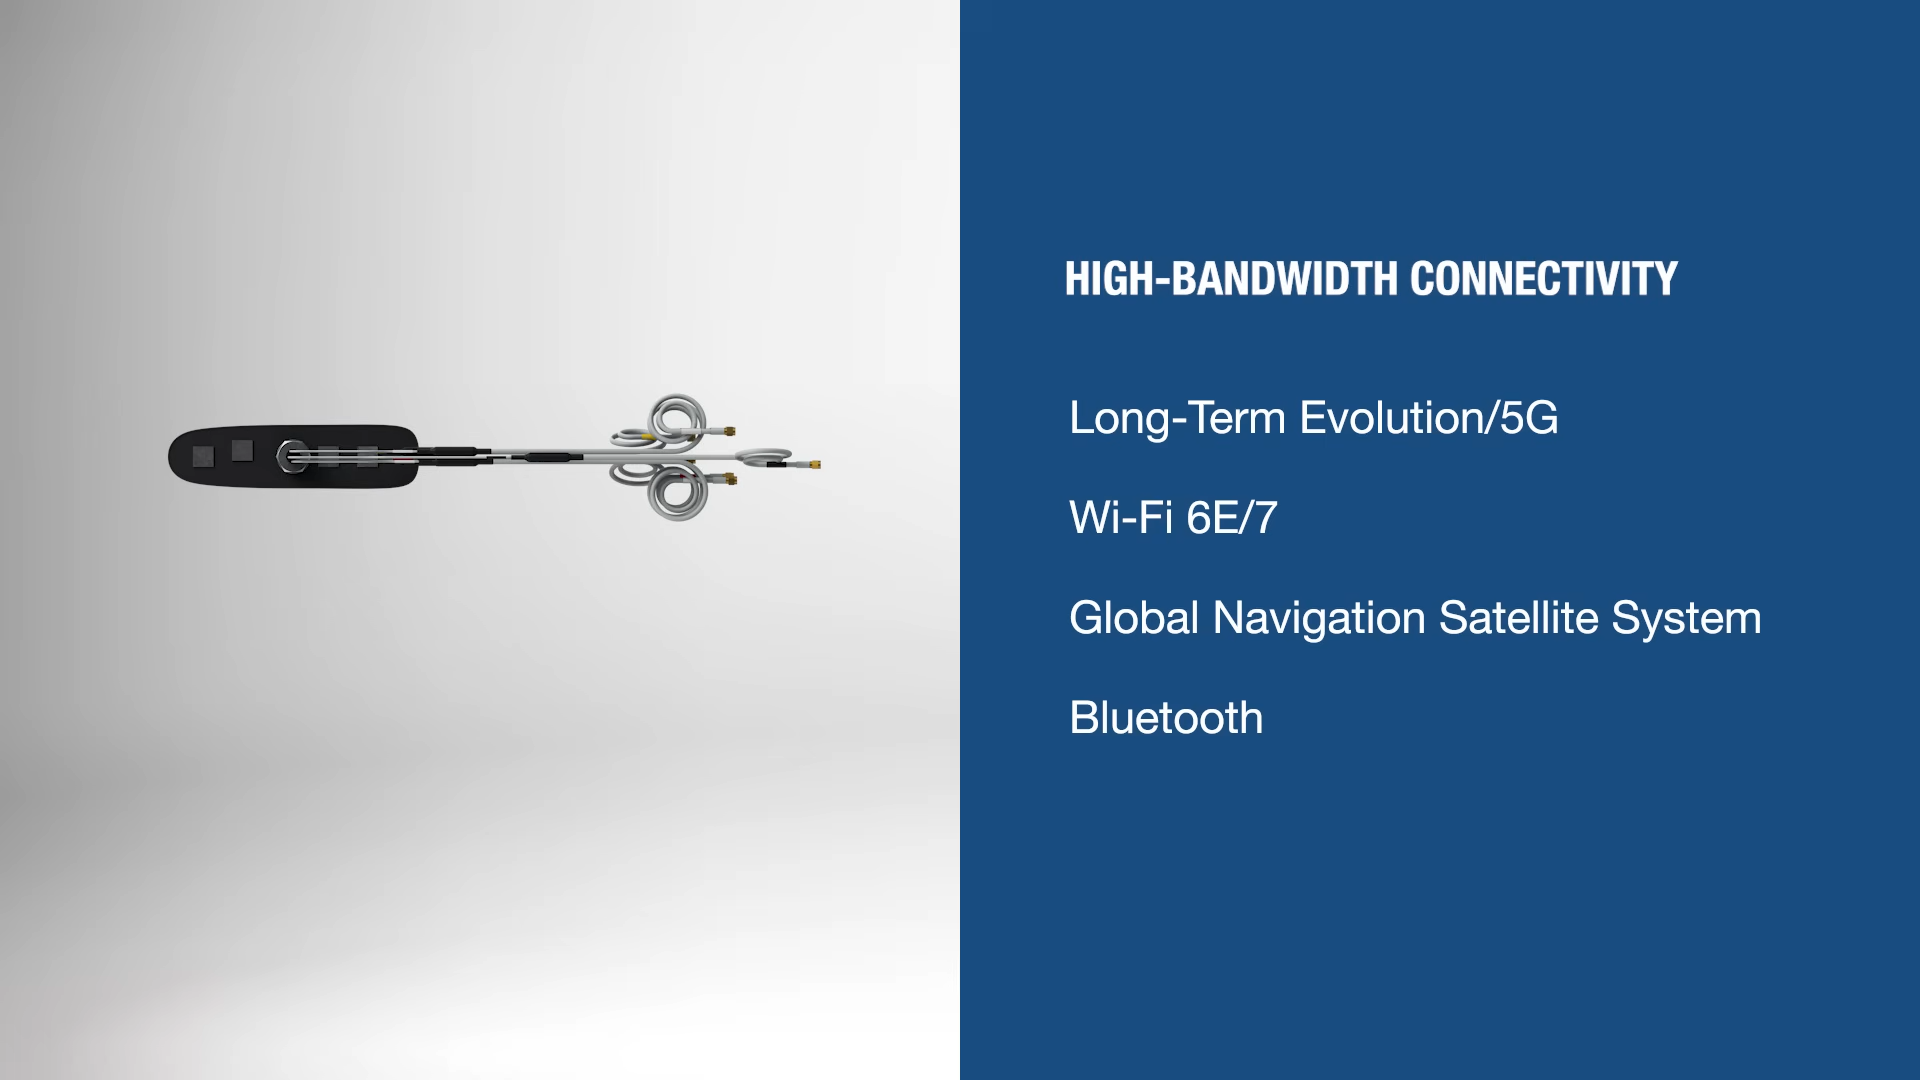 HIGH-BANDWIDTH CONNECTIVITY
Long-Term Evolution/5G
Wi-Fi 6E/7
Global Navigation Satellite System
Bluetooth